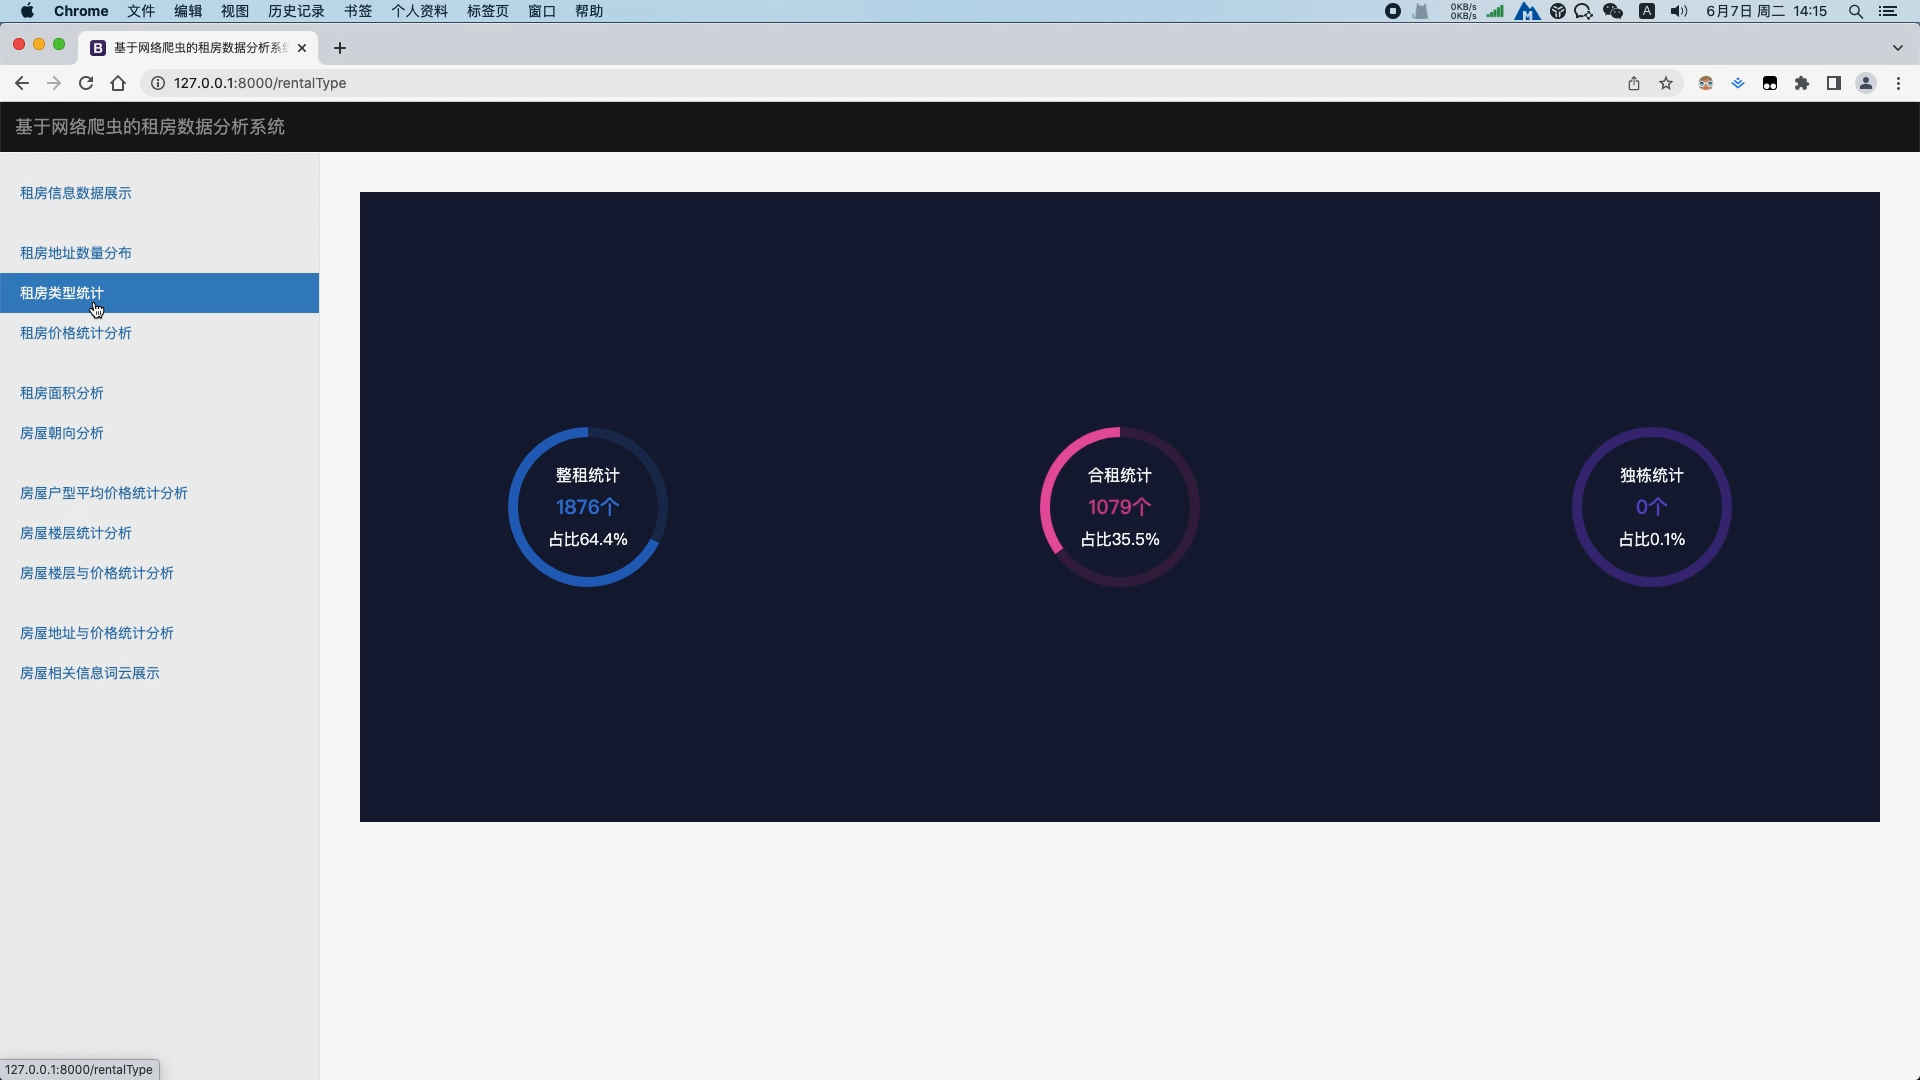 Chrome 文件 编辑 视图 历史记录 书签 个人资料 标签页 窗口 帮助
0KB/s
0KB/s
A
6月7日 周二 14:15
B 基于网络爬虫的租房数据分析系统
127.0.0.1:8000/rentalType
基于网络爬虫的租房数据分析系统
租房信息数据展示
租房地址数量分布
租房类型统计
租房价格统计分析
租房面积分析
房屋朝向分析
房屋户型平均价格统计分析
房屋楼层统计分析
房屋楼层与价格统计分析
房屋地址与价格统计分析
房屋相关信息词云展示
整租统计
1876个
占比64.4%
合租统计
1079个
占比35.5%
独栋统计
0个
占比0.1%
127.0.0.1:8000/rentalType